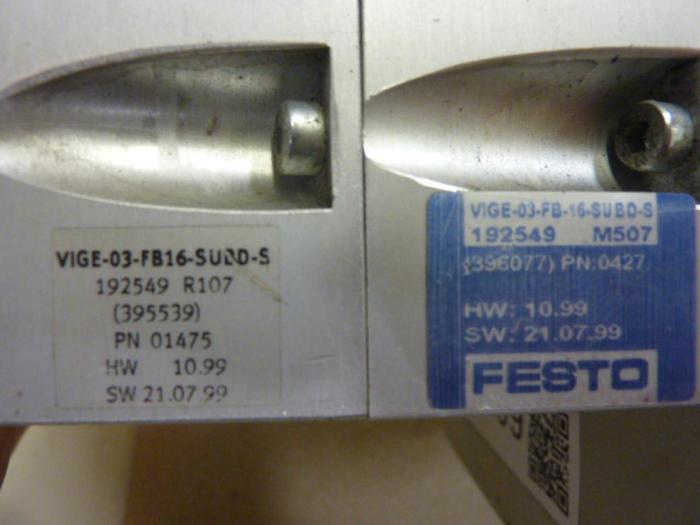 VIGE-03-FB16-SUBD-S
192549 R107
(395539)
PN 01475
HW 10.99
SW 21.07.99
VIGE-03-FB-16-SUBD-S
192549 M507
(396077) PN:0427
HW: 10.99
SW: 21.07.99
FESTO